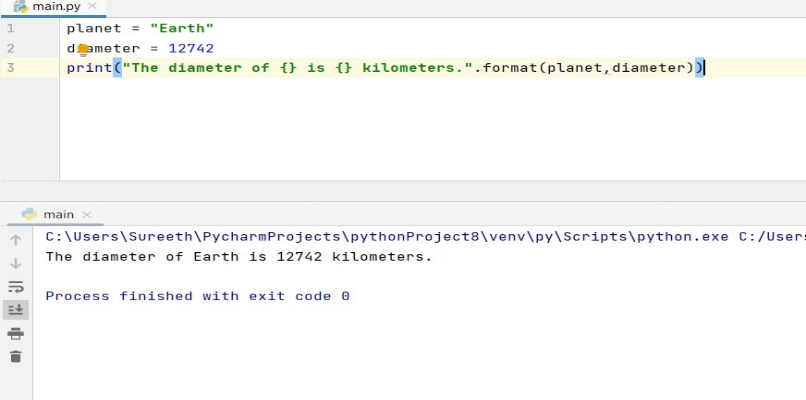 main.py
1 planet = "Earth"
2 diameter = 12742
3 print("The diameter of {} is {} kilometers.".format(planet,diameter))
main
C:\Users\Sureeth\PycharmProjects\pythonProject8\venv\py\Scripts\python.exe C:/Users
The diameter of Earth is 12742 kilometers.
Process finished with exit code 0